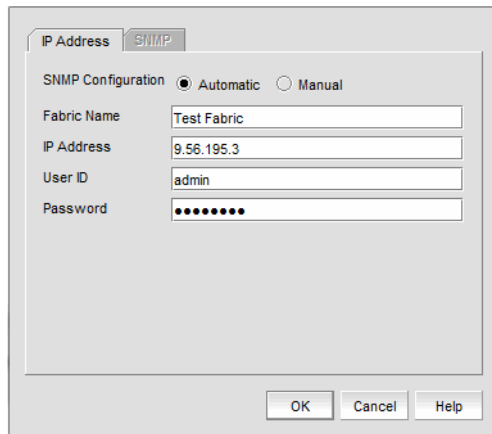 IP Address SNMP
SNMP Configuration Automatic Manual
Fabric Name Test Fabric
IP Address 9.56.195.3
User ID admin
Password ●●●●●●●●
OK Cancel Help